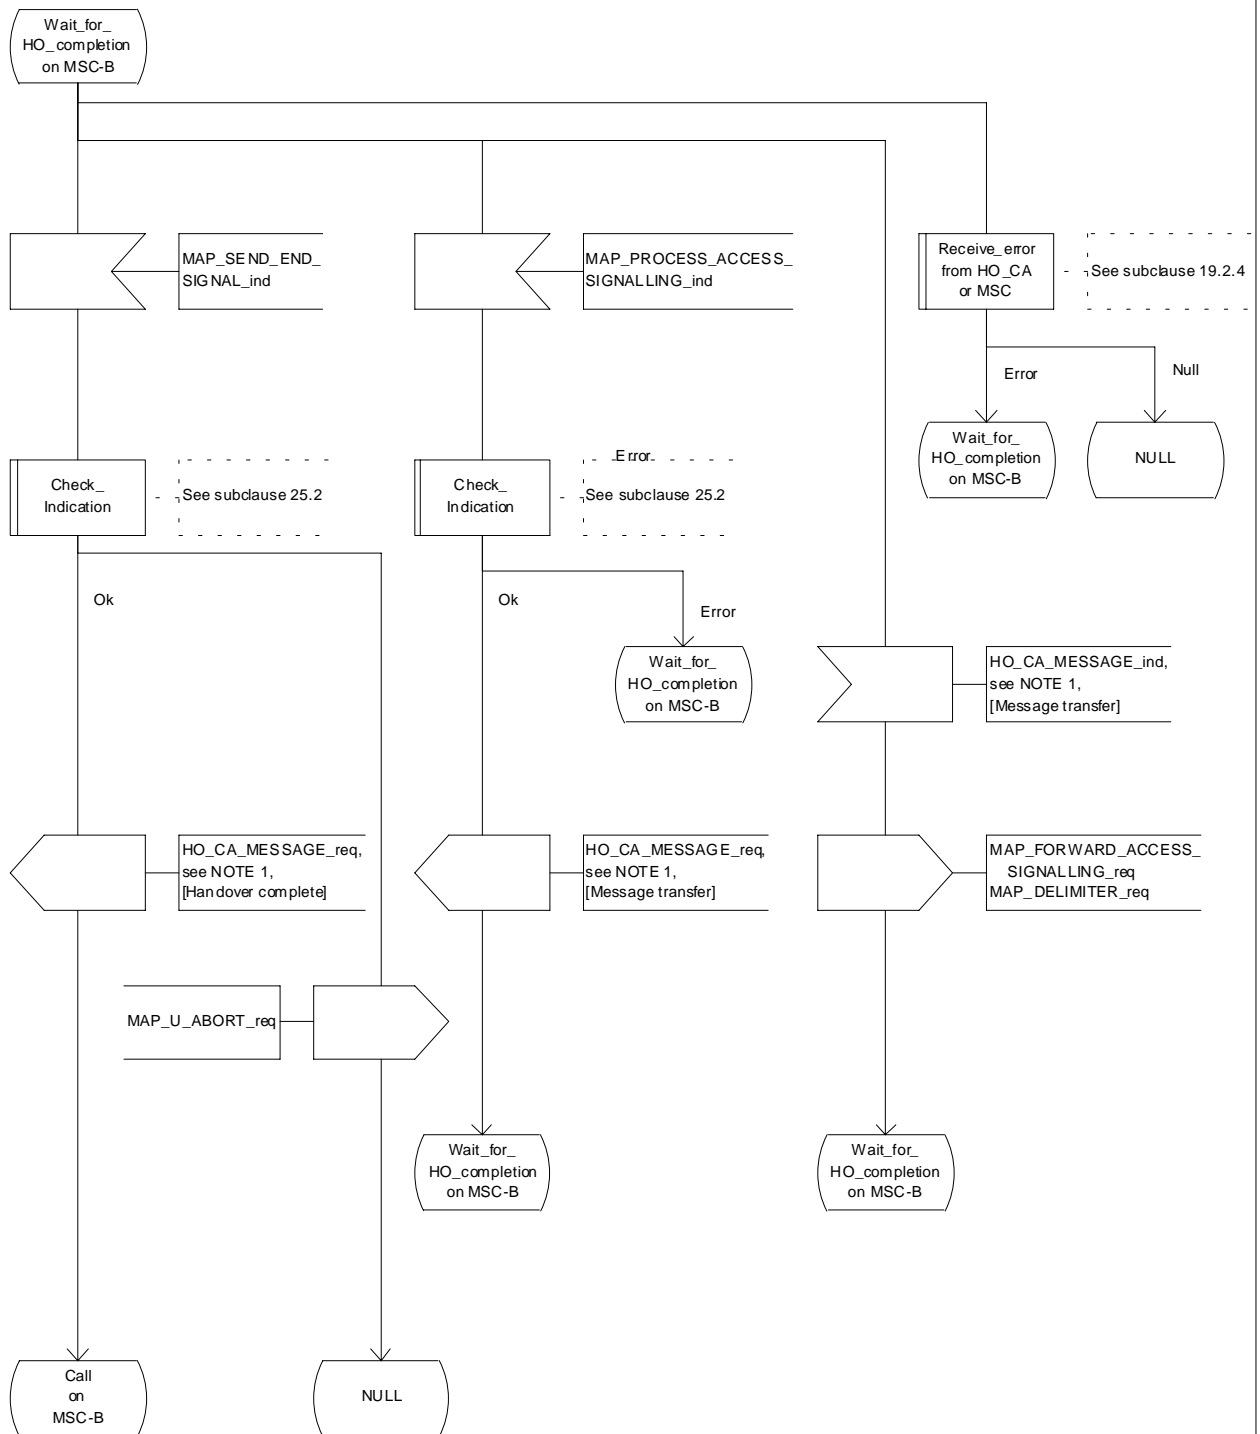 Wait_for_
HO_completion
on MSC-B
MAP_SEND_END_
SIGNAL_ind
MAP_PROCESS_ACCESS_
SIGNALLING_ind
Receive_error
from HO_CA
or MSC
See subclause 19.2.4
Error
Null
Wait_for_
HO_completion
on MSC-B
NULL
Check_
Indication
See subclause 25.2
Error
Check_
Indication
See subclause 25.2
Ok
Ok
Error
Wait_for_
HO_completion
on MSC-B
HO_CA_MESSAGE_ind,
see NOTE 1,
[Message transfer]
HO_CA_MESSAGE_req,
see NOTE 1,
[Handover complete]
HO_CA_MESSAGE_req,
see NOTE 1,
[Message transfer]
MAP_FORWARD_ACCESS_
SIGNALLING_req
MAP_DELIMITER_req
MAP_U_ABORT_req
Wait_for_
HO_completion
on MSC-B
Wait_for_
HO_completion
on MSC-B
Call
on
MSC-B
NULL